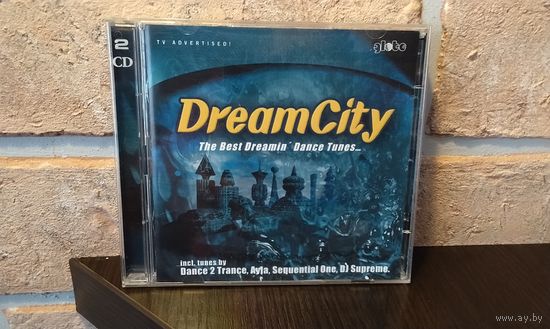 2
CD
TV ADVERTISED!
globe
DreamCity
The Best Dreamin´ Dance Tunes...
incl. tunes by
Dance 2 Trance, Ayla, Sequential One, DJ Supreme.
www.ay.by